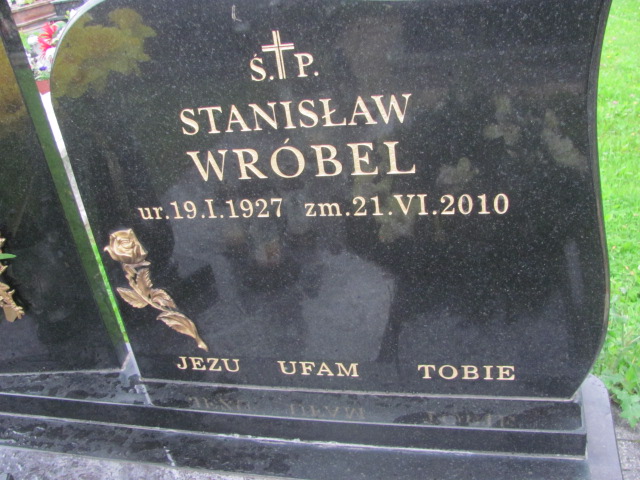 Ś.P.
STANISŁAW
WRÓBEL
ur.19.I.1927 zm.21.VI.2010
JEZU UFAM TOBIE